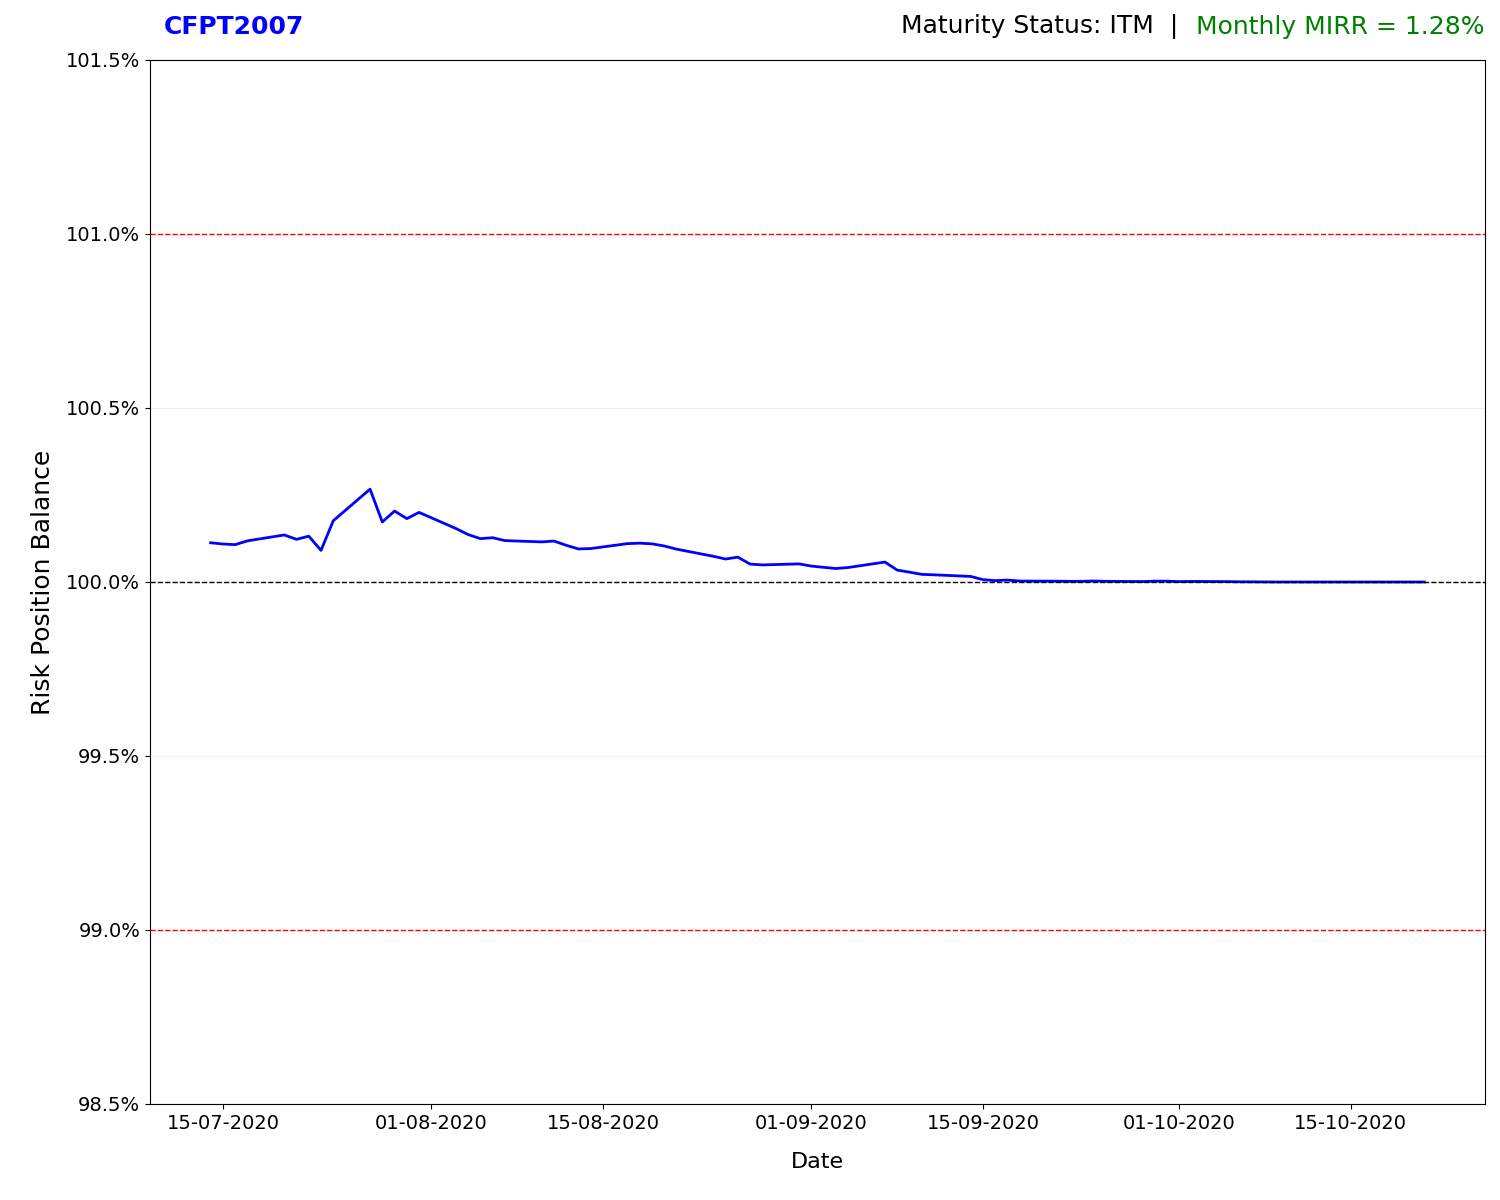 CFPT2007
Maturity Status: ITM | Monthly MIRR = 1.28%
101.5%
101.0%
100.5%
100.0%
99.5%
99.0%
98.5%
Risk Position Balance
15-07-2020 01-08-2020 15-08-2020 01-09-2020 15-09-2020 01-10-2020 15-10-2020
Date